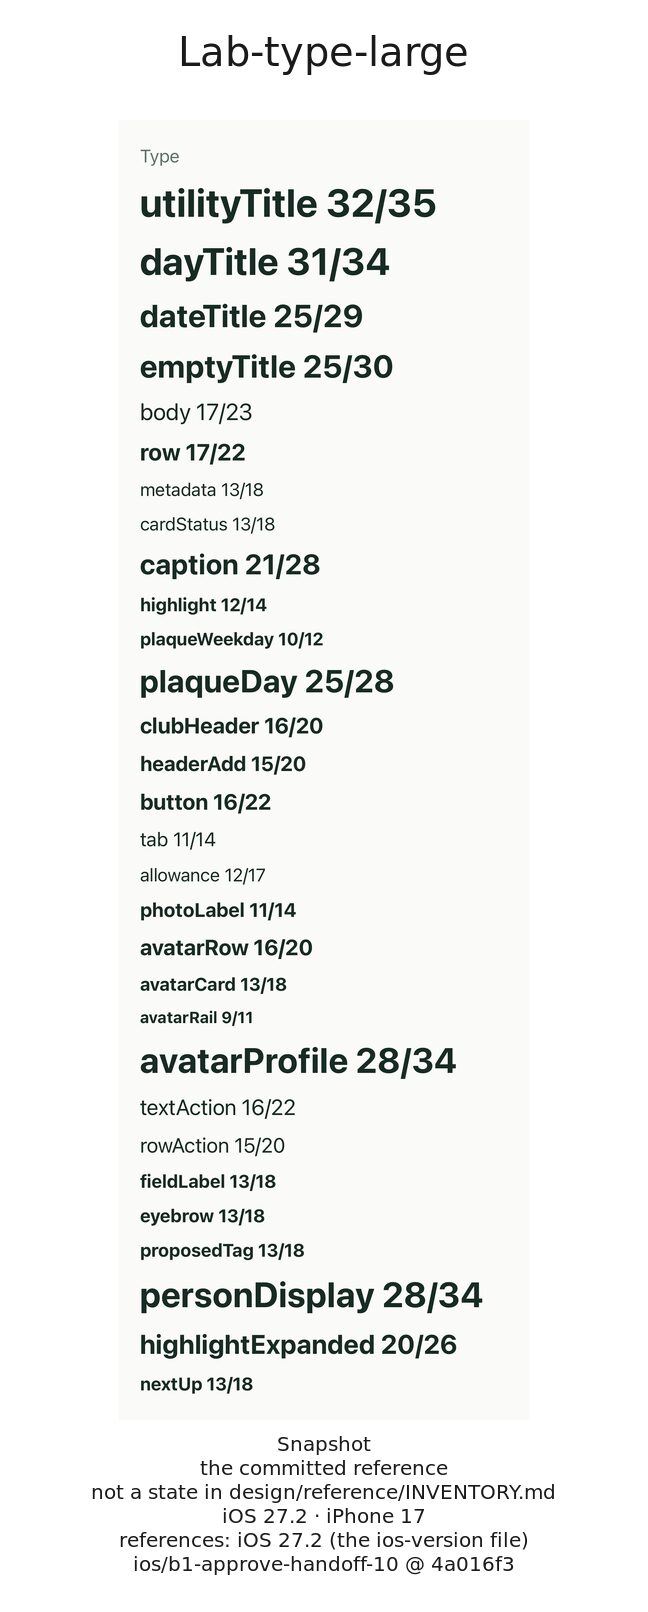 Lab-type-large
Type
utilityTitle 32/35
dayTitle 31/34
dateTitle 25/29
emptyTitle 25/30
body 17/23
row 17/22
metadata 13/18
cardStatus 13/18
caption 21/28
highlight 12/14
plaqueWeekday 10/12
plaqueDay 25/28
clubHeader 16/20
headerAdd 15/20
button 16/22
tab 11/14
allowance 12/17
photoLabel 11/14
avatarRow 16/20
avatarCard 13/18
avatarRail 9/11
avatarProfile 28/34
textAction 16/22
rowAction 15/20
fieldLabel 13/18
eyebrow 13/18
proposedTag 13/18
personDisplay 28/34
highlightExpanded 20/26
nextUp 13/18
Snapshot
the committed reference
not a state in design/reference/INVENTORY.md
iOS 27.2 · iPhone 17
references: iOS 27.2 (the ios-version file)
ios/b1-approve-handoff-10 @ 4a016f3